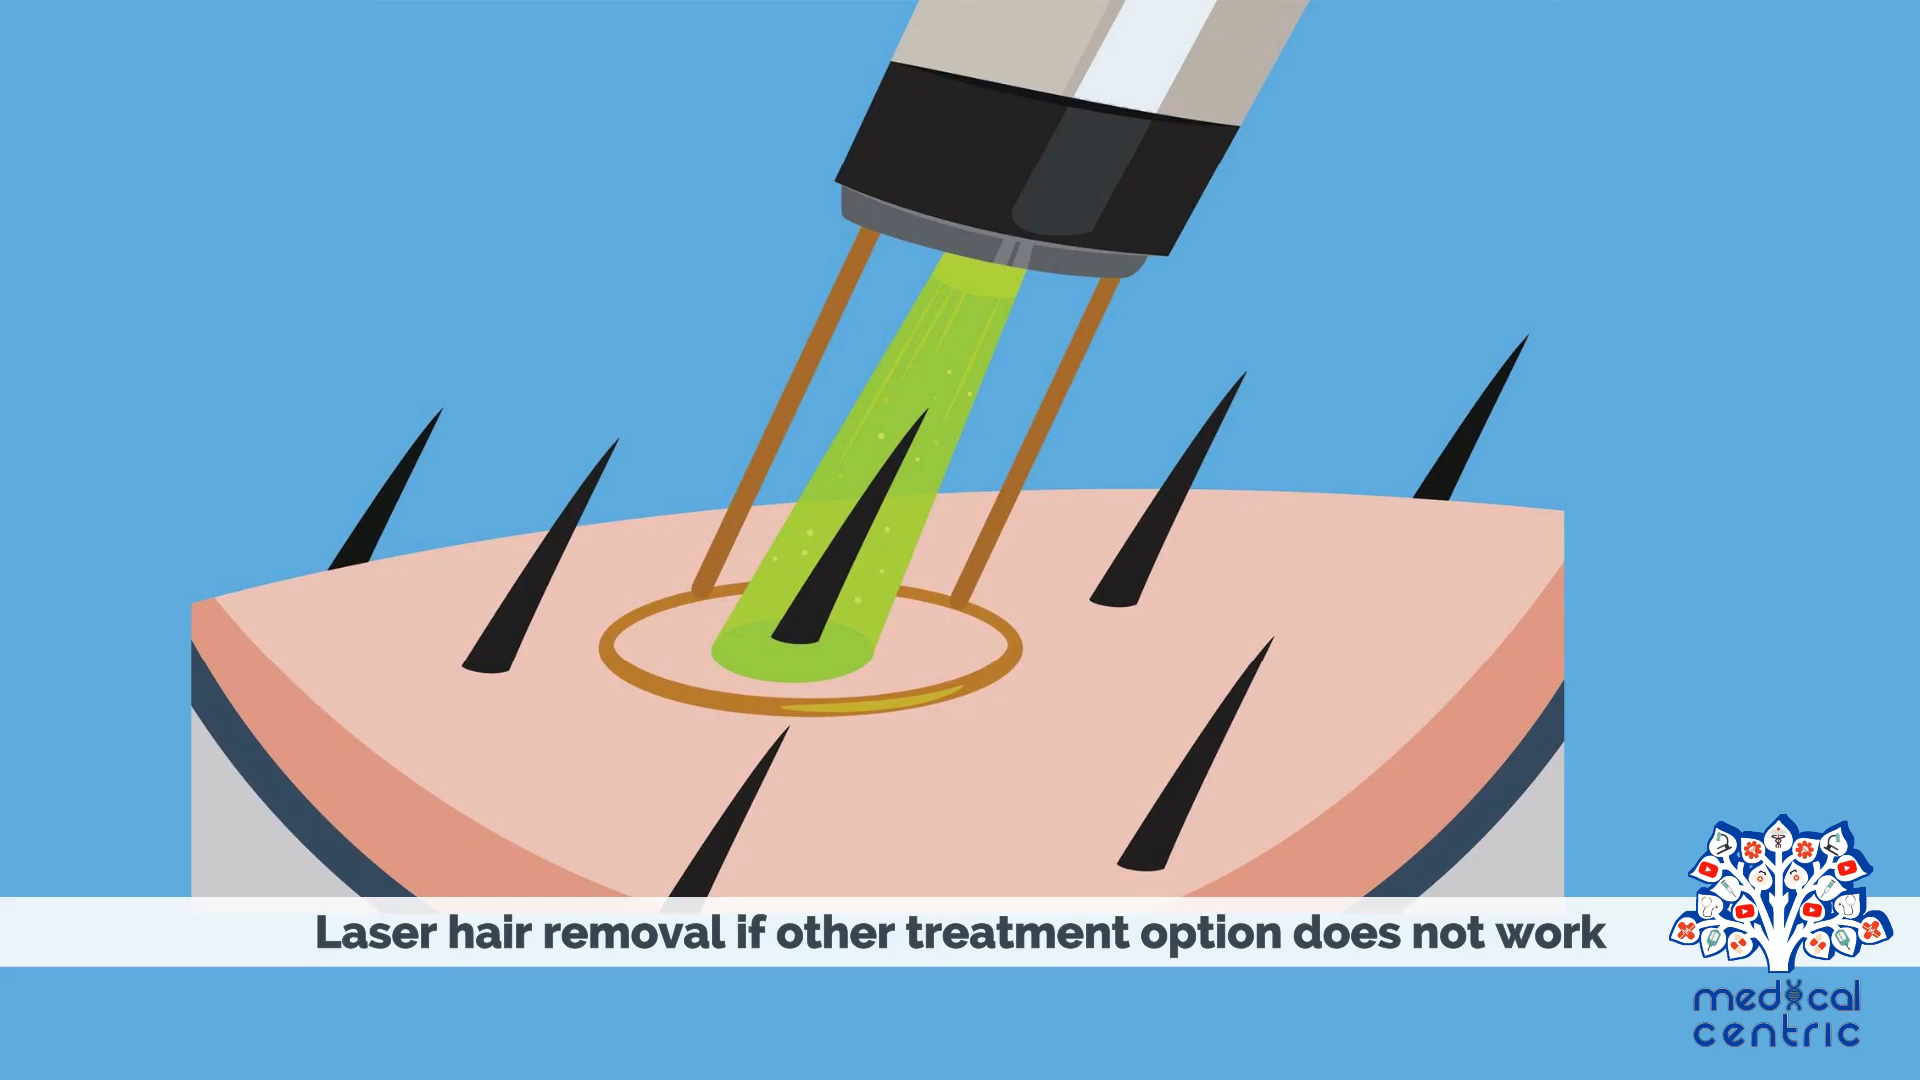 Laser hair removal if other treatment option does not work
medical
centric